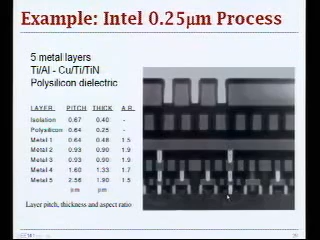 Example: Intel 0.25μm Process
5 metal layers
Ti/Al - Cu/Ti/TiN
Polysilicon dielectric
LAYER PITCH THICK A.R.
Isolation 0.67 0.40 -
Polysilicon 0.64 0.25 -
Metal 1 0.64 0.48 1.5
Metal 2 0.93 0.90 1.9
Metal 3 0.93 0.90 1.9
Metal 4 1.60 1.33 1.7
Metal 5 2.56 1.90 1.5
μm μm
Layer pitch, thickness and aspect ratio